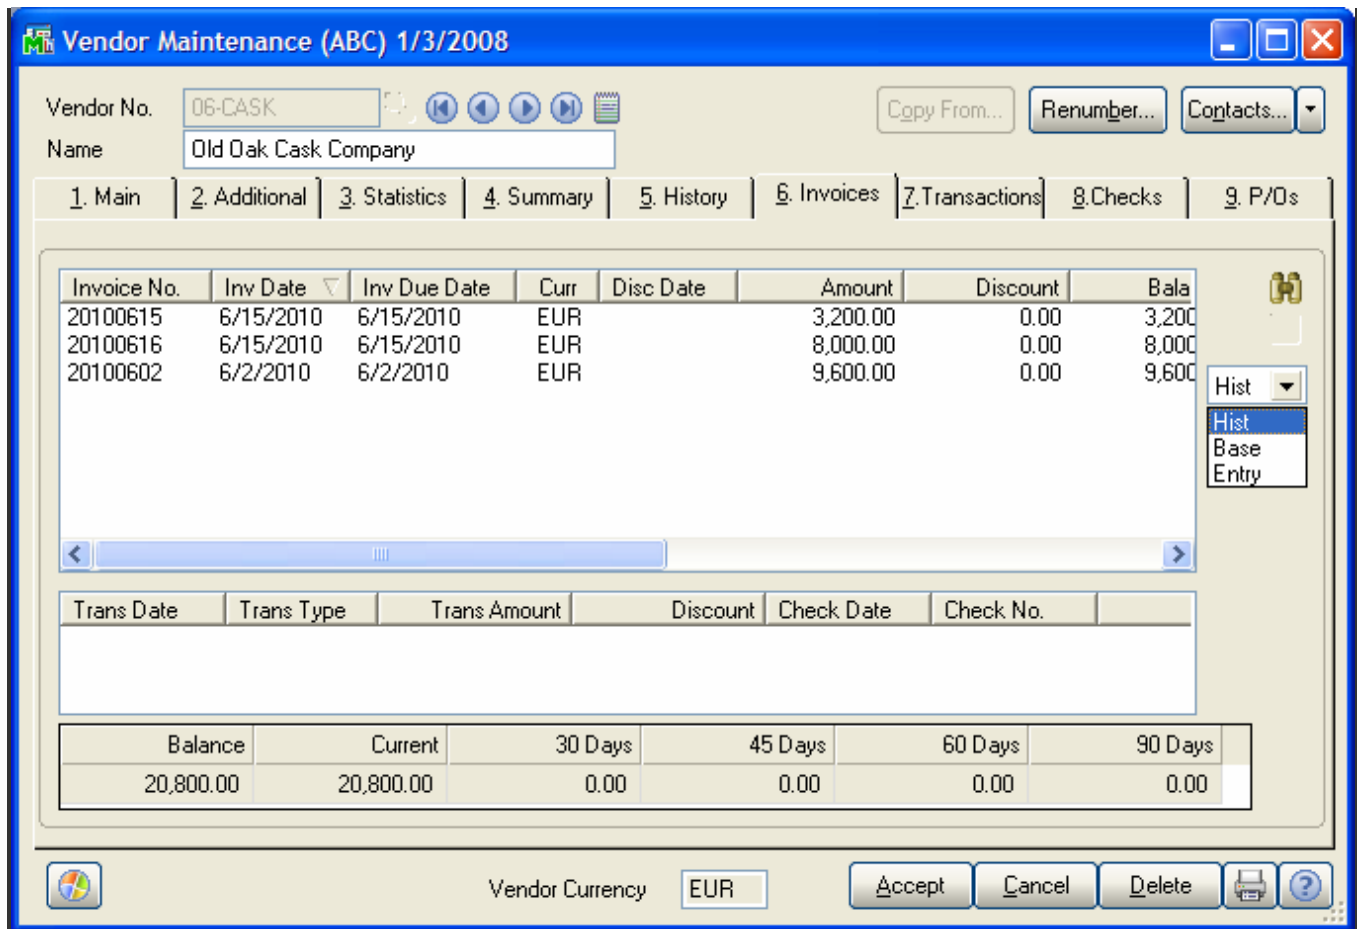 Vendor Maintenance (ABC) 1/3/2008
Vendor No. 06-CASK Copy From... Renumber... Contacts...
Name Old Oak Cask Company
1. Main 2. Additional 3. Statistics 4. Summary 5. History 6. Invoices 7.Transactions 8.Checks 9. P/Os
Invoice No. Inv Date Inv Due Date Curr Disc Date Amount Discount Bala
20100615 6/15/2010 6/15/2010 EUR 3,200.00 0.00 3,200
20100616 6/15/2010 6/15/2010 EUR 8,000.00 0.00 8,000
20100602 6/2/2010 6/2/2010 EUR 9,600.00 0.00 9,600
Hist
Hist
Base
Entry
Trans Date Trans Type Trans Amount Discount Check Date Check No.
Balance Current 30 Days 45 Days 60 Days 90 Days
20,800.00 20,800.00 0.00 0.00 0.00 0.00
Vendor Currency EUR Accept Cancel Delete